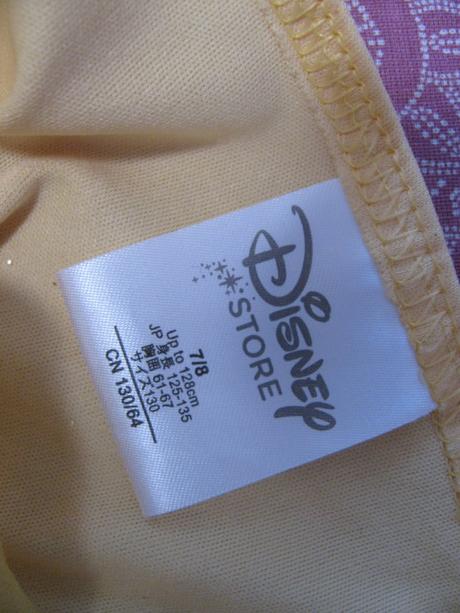 Disney
STORE
7/8
Up to 128cm
JP 身長 125-135
胸囲 61-67
サイズ130
CN 130/64